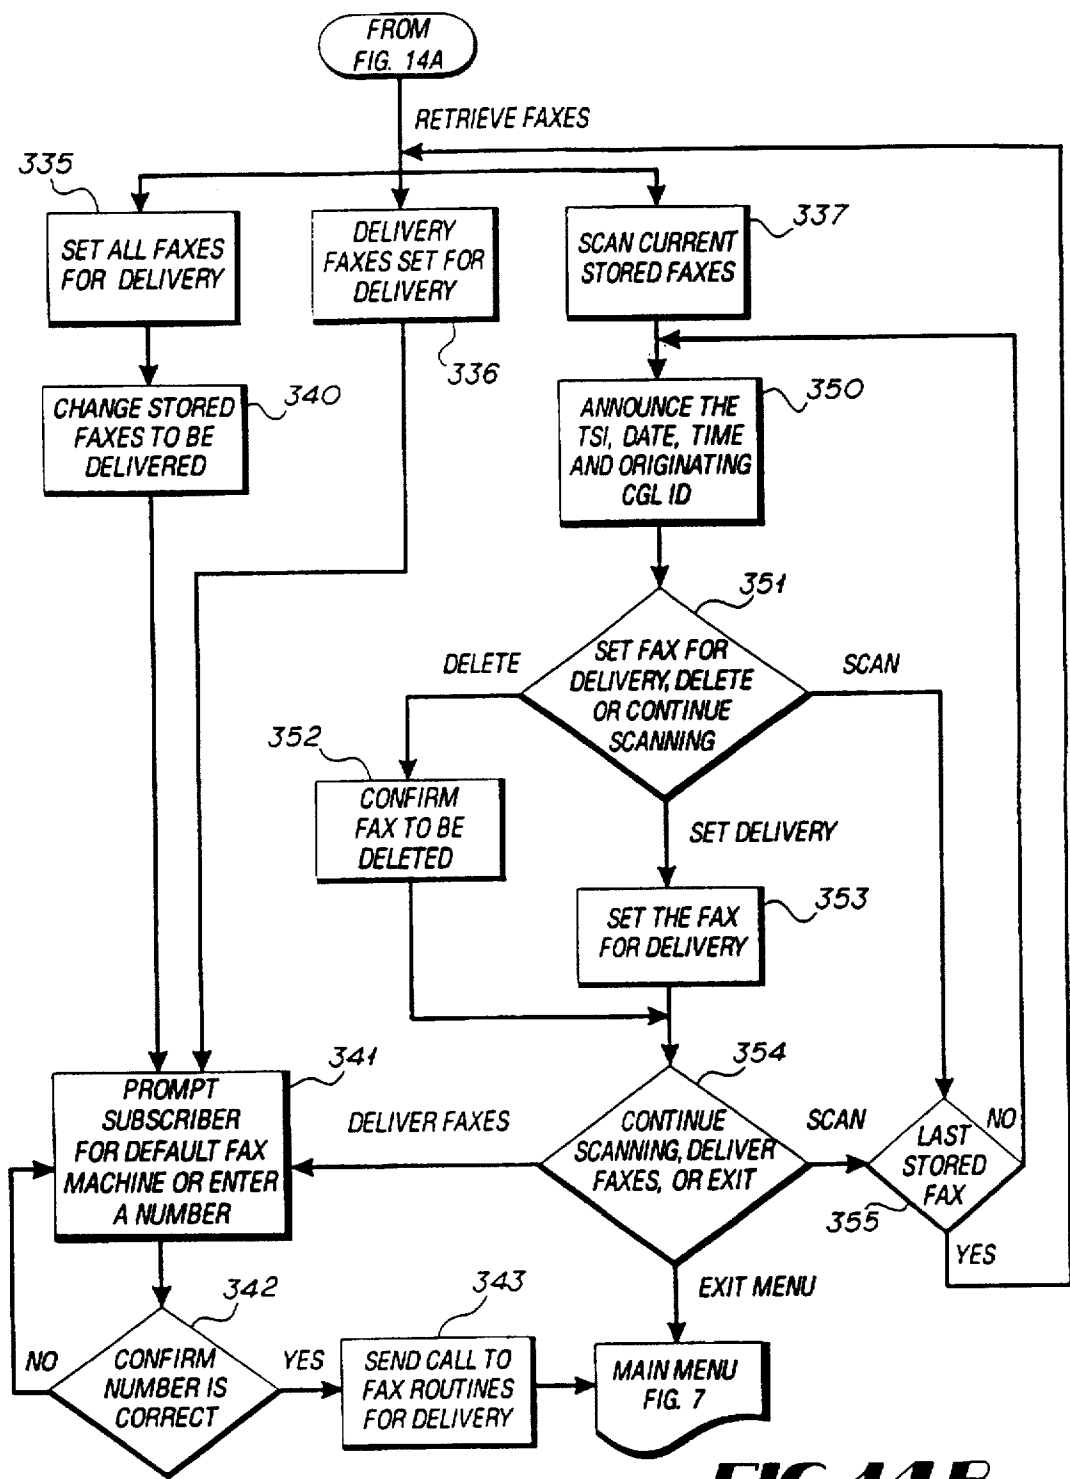 FROM
FIG. 14A
RETRIEVE FAXES
335
SET ALL FAXES
FOR DELIVERY
DELIVERY
FAXES SET FOR
DELIVERY
336
SCAN CURRENT
STORED FAXES
337
CHANGE STORED
FAXES TO BE
DELIVERED
340
ANNOUNCE THE
TSI, DATE, TIME
AND ORIGINATING
CGL ID
350
351
SET FAX FOR
DELIVERY, DELETE
OR CONTINUE
SCANNING
DELETE
SCAN
352
CONFIRM
FAX TO BE
DELETED
SET DELIVERY
SET THE FAX
FOR DELIVERY
353
354
CONTINUE
SCANNING, DELIVER
FAXES, OR EXIT
DELIVER FAXES
SCAN
LAST
STORED
FAX
NO
355
YES
341
PROMPT
SUBSCRIBER
FOR DEFAULT FAX
MACHINE OR ENTER
A NUMBER
EXIT MENU
342
CONFIRM
NUMBER IS
CORRECT
NO
YES
343
SEND CALL TO
FAX ROUTINES
FOR DELIVERY
MAIN MENU
FIG. 7
FIG. 14B